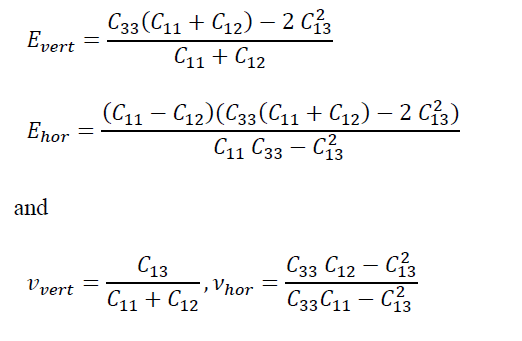 E_vert = (C_33(C_11 + C_12) − 2 C_13^2) / (C_11 + C_12)
E_hor = ((C_11 − C_12)(C_33(C_11 + C_12) − 2 C_13^2)) / (C_11 C_33 − C_13^2)
and
ν_vert = C_13 / (C_11 + C_12), ν_hor = (C_33 C_12 − C_13^2) / (C_33 C_11 − C_13^2)